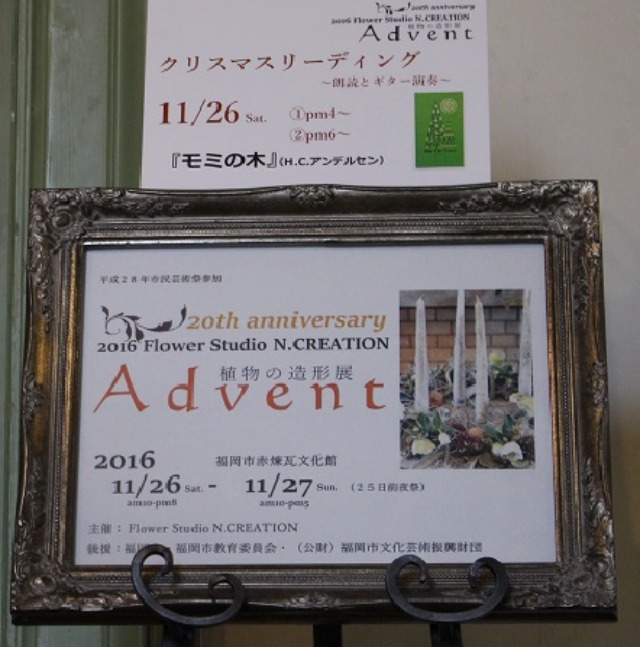 20th anniversary
2016 Flower Studio N.CREATION
植物の造形展
Advent
クリスマスリーディング
～朗読とギター演奏～
11/26 Sat. ①pm4～
②pm6～
『モミの木』(H.C.アンデルセン)
平成28年市民芸術祭参加
20th anniversary
2016 Flower Studio N.CREATION
植物の造形展
Advent
2016 福岡市赤煉瓦文化館
11/26 Sat. - 11/27 Sun. （25日前夜祭）
am10-pm8 am10-pm5
主催：Flower Studio N.CREATION
後援：福岡 ・福岡市教育委員会・（公財）福岡市文化芸術振興財団